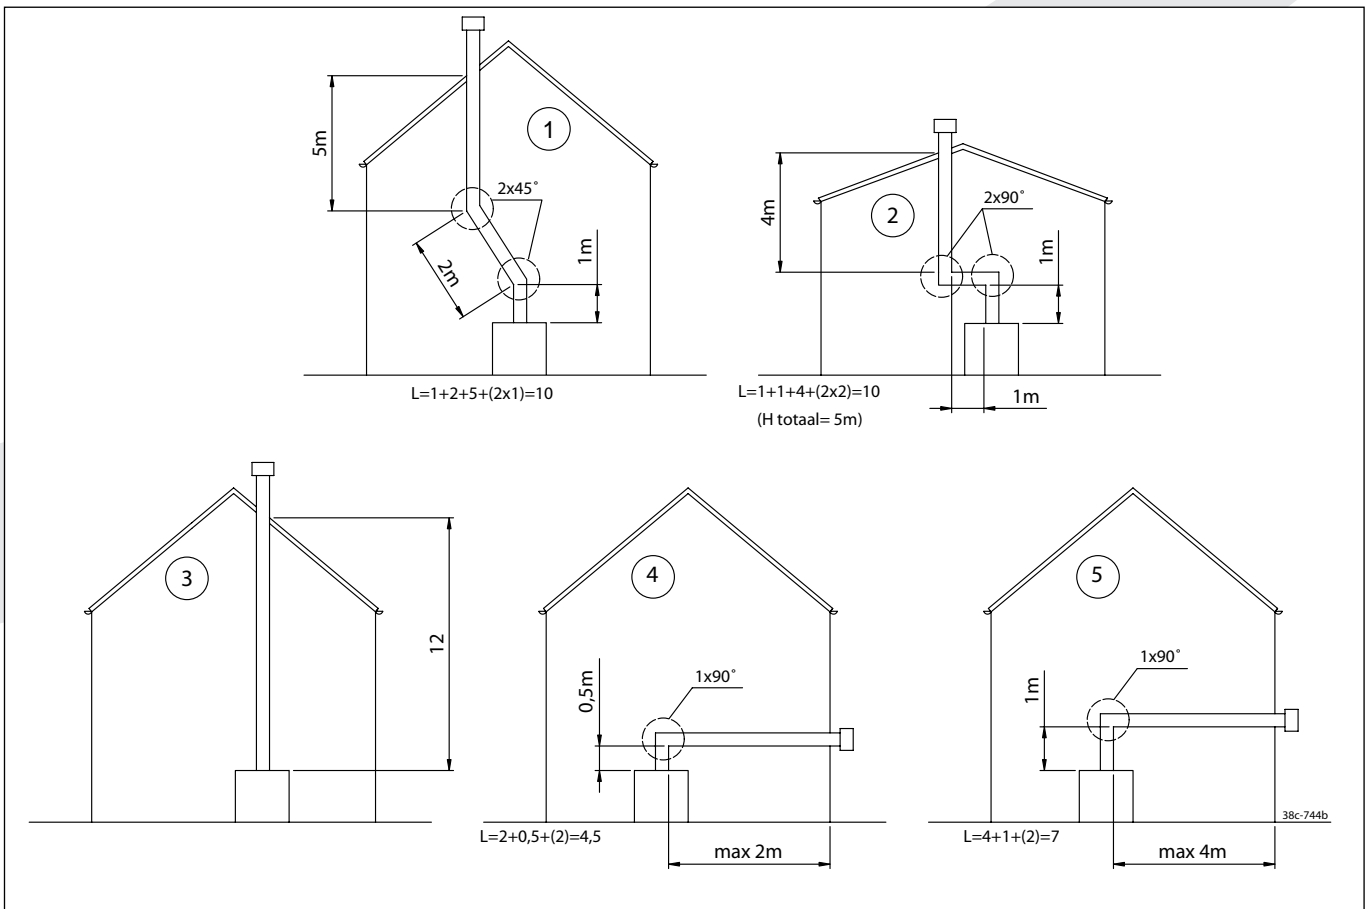 1
5m
2x45°
2m
1m
L=1+2+5+(2x1)=10
2
4m
2x90°
1m
L=1+1+4+(2x2)=10
(H totaal= 5m)
1m
3
12
4
0,5m
1x90°
L=2+0,5+(2)=4,5
max 2m
5
1m
1x90°
38c-744b
L=4+1+(2)=7
max 4m